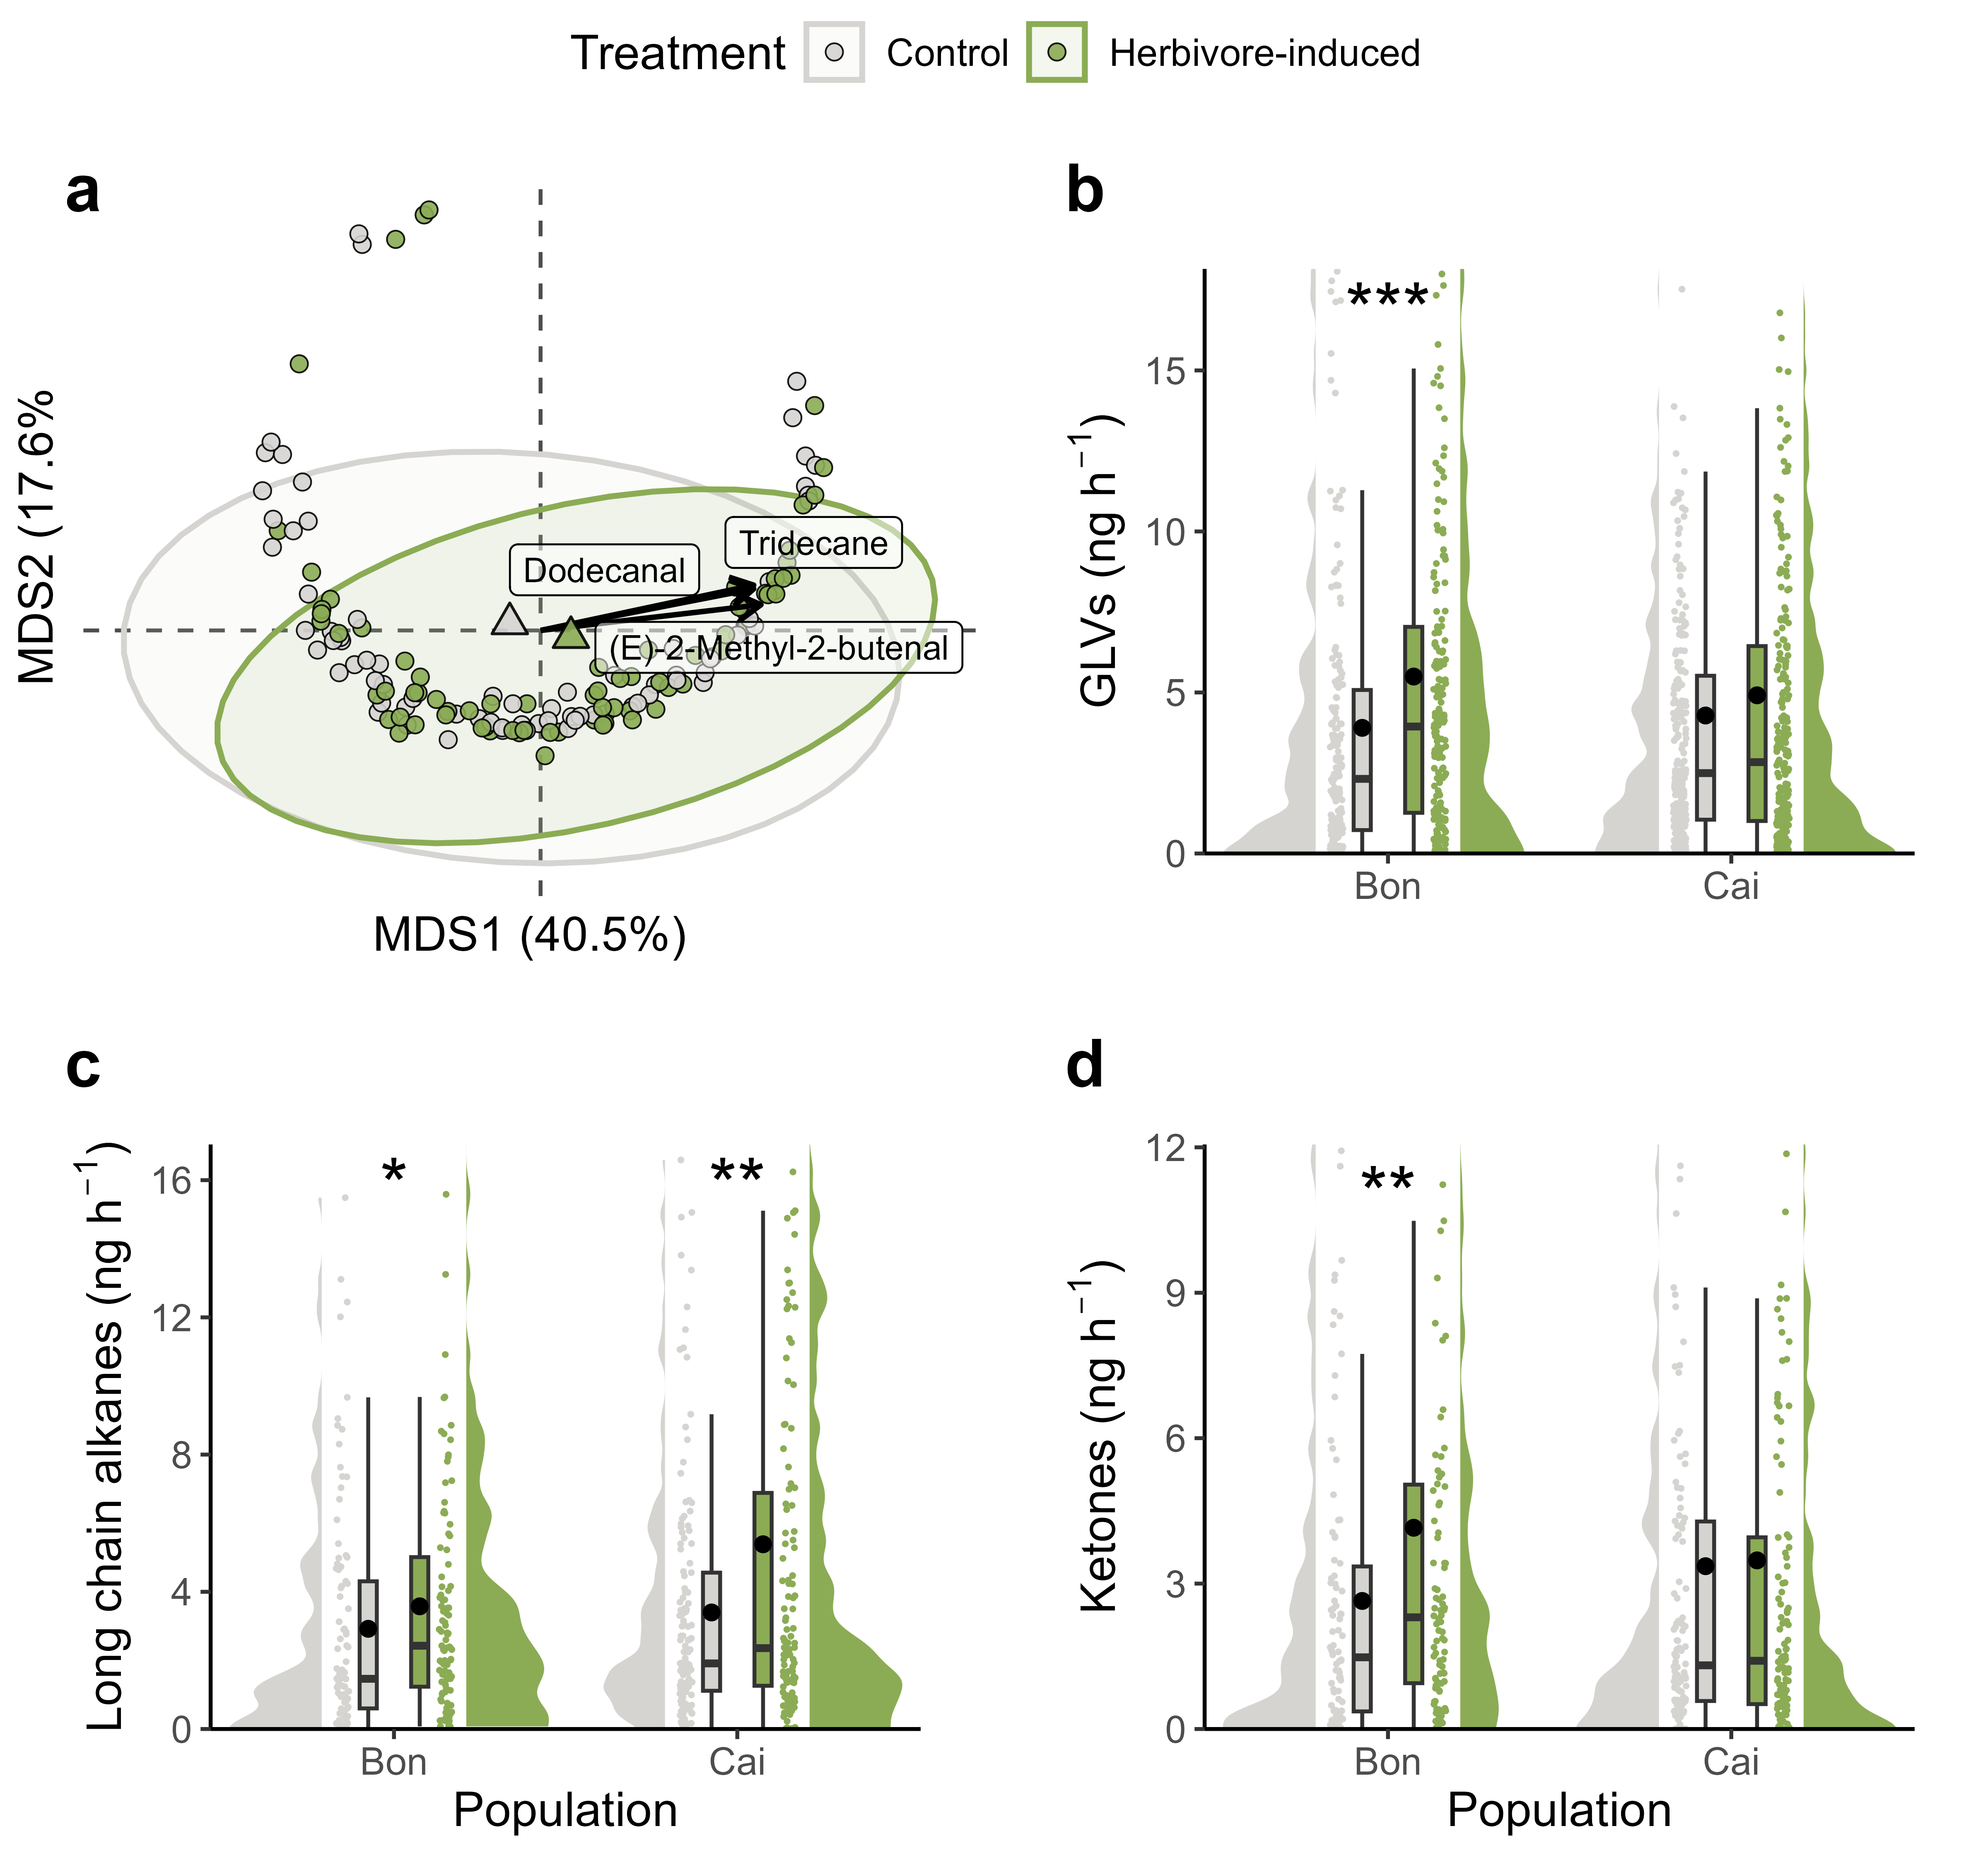 Treatment Control Herbivore-induced
a
MDS2 (17.6%
Tridecane
Dodecanal
(E)-2-Methyl-2-butenal
MDS1 (40.5%)
b
GLVs (ng h−1)
***
15
10
5
0
Bon Cai
c
Long chain alkanes (ng h−1)
* **
16
12
8
4
0
Bon Cai
Population
d
Ketones (ng h−1)
12
**
9
6
3
0
Bon Cai
Population